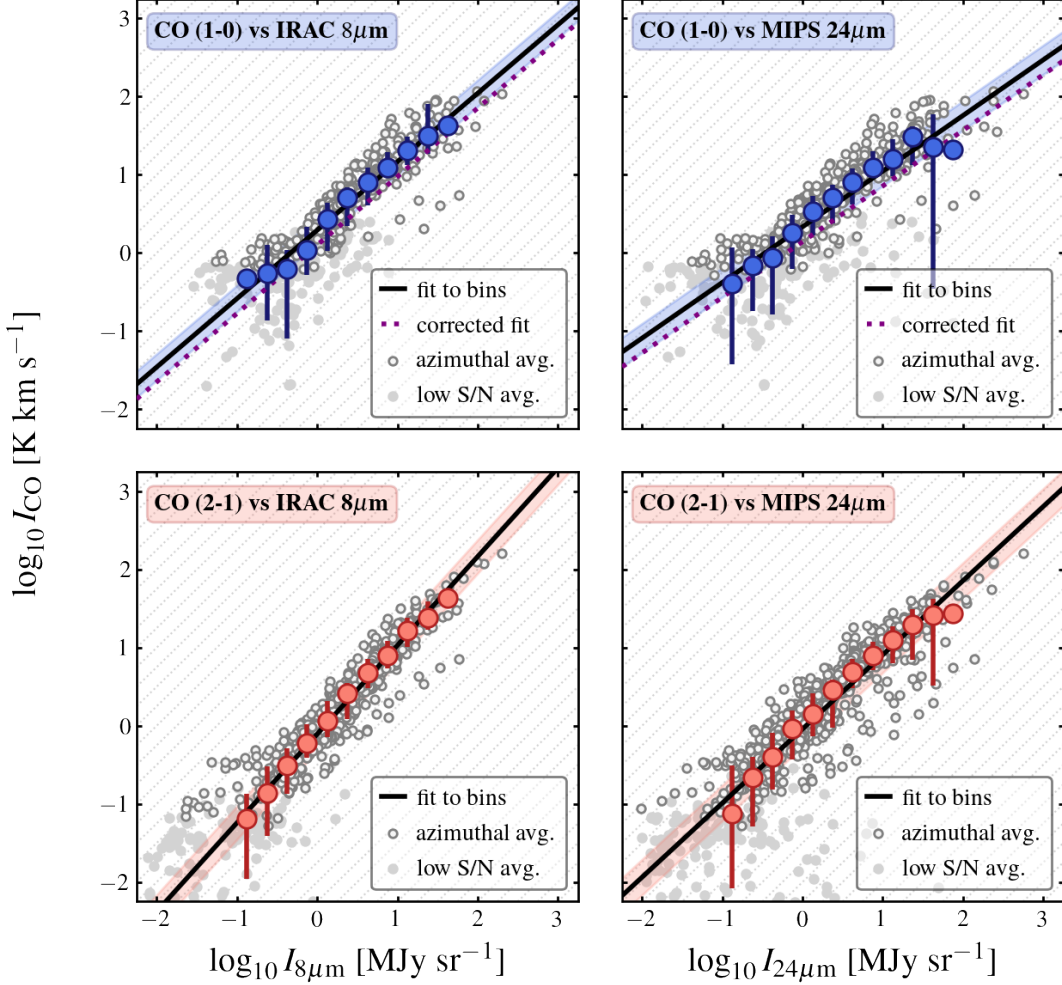 CO (1-0) vs IRAC 8μm
3
2
1
0
−1
−2
fit to bins
corrected fit
azimuthal avg.
low S/N avg.
CO (1-0) vs MIPS 24μm
fit to bins
corrected fit
azimuthal avg.
low S/N avg.
log₁₀ I_CO [K km s⁻¹]
CO (2-1) vs IRAC 8μm
3
2
1
0
−1
−2
fit to bins
azimuthal avg.
low S/N avg.
−2 −1 0 1 2 3
log₁₀ I_8μm [MJy sr⁻¹]
CO (2-1) vs MIPS 24μm
fit to bins
azimuthal avg.
low S/N avg.
−2 −1 0 1 2 3
log₁₀ I_24μm [MJy sr⁻¹]